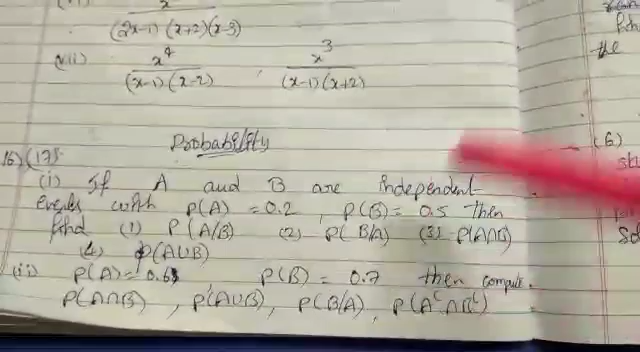 x
(2x-1) (x+2)(x-3)
(vii) x⁴ / (x-1)(x-2) , x³ / (x-1)(x+2)
Probability
16)(17)
(i) If A and B are independent
Events with P(A) = 0.2 , P(B)= 0.5 Then
find (1) P(A/B) (2) P(B/A) (3) P(A∩B)
(4) P(A∪B)
(ii) P(A)= P(B) = 0.7 then compute.
P(A∩B) , P(A∪B) , P(B/A) , P(Aᶜ∩Bᶜ)
the
(6)